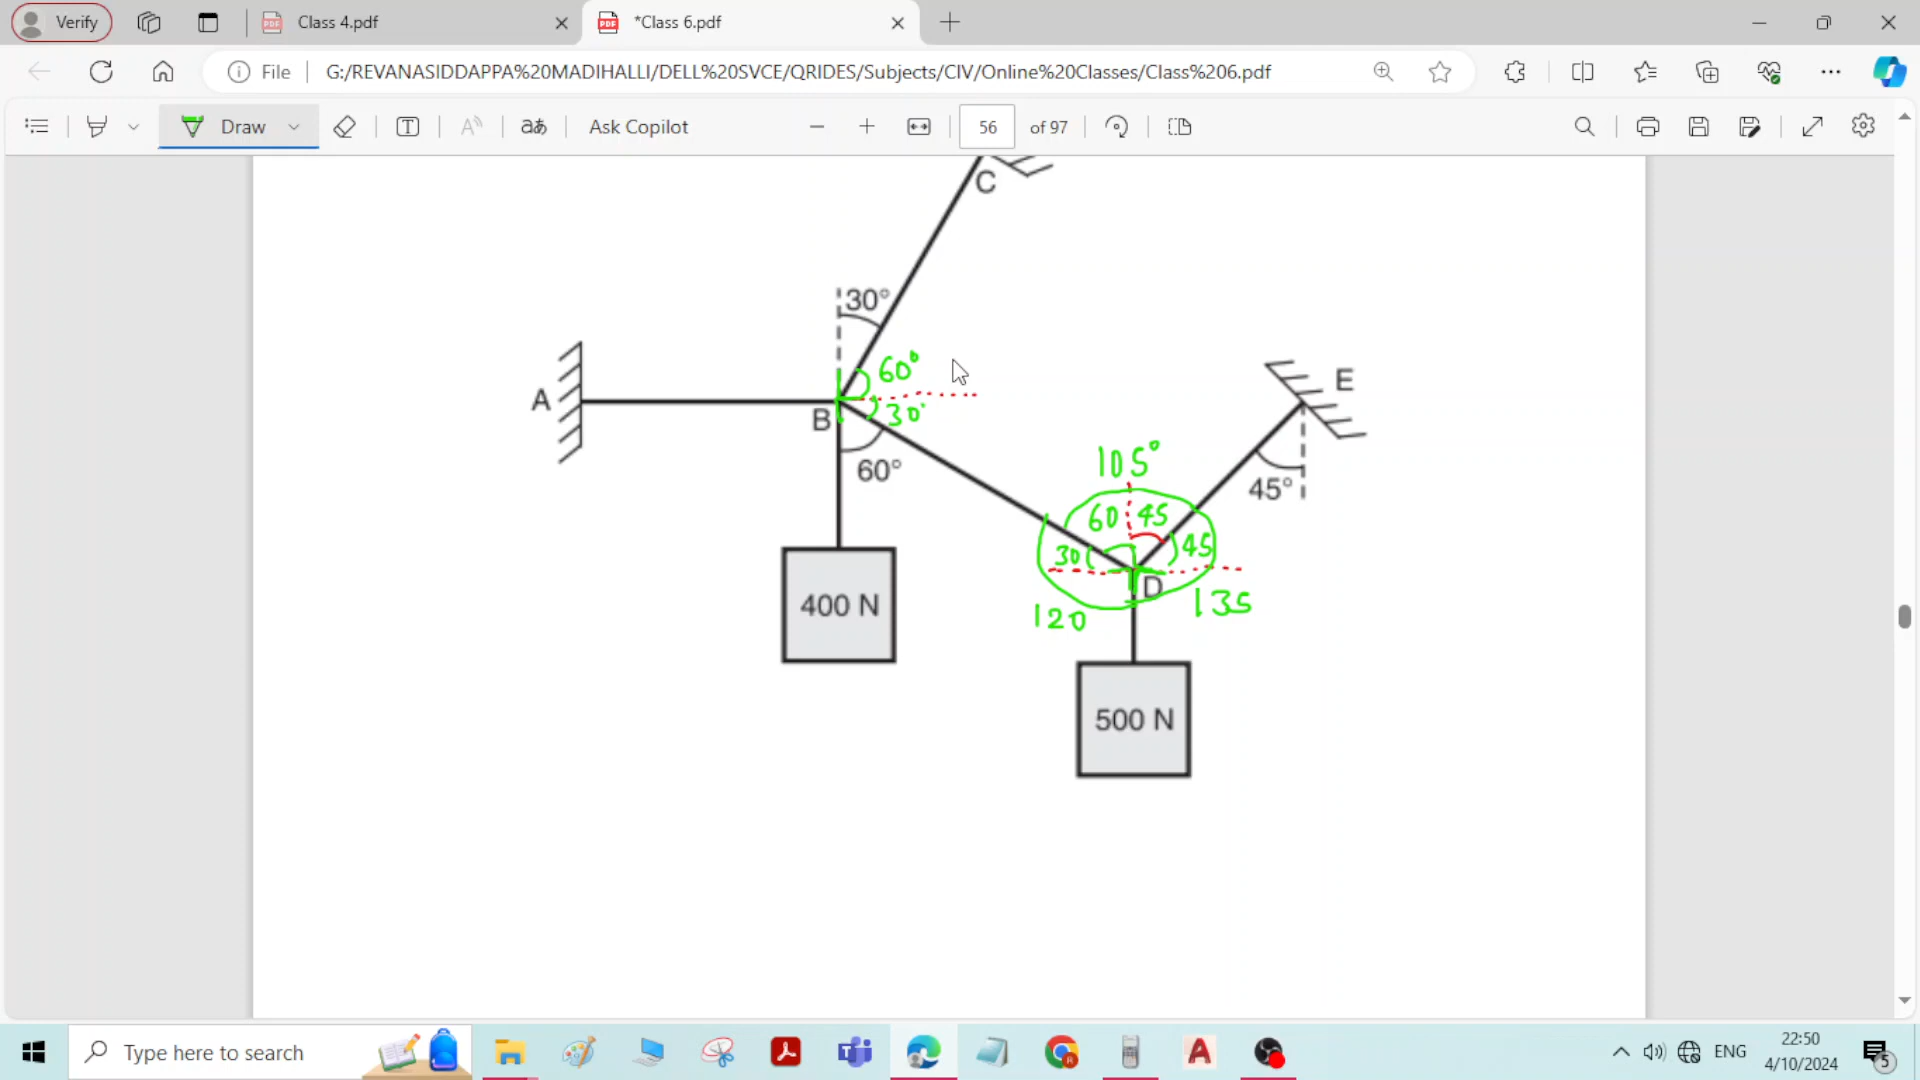 Verify
Class 4.pdf
*Class 6.pdf
File
G:/REVANASIDDAPPA%20MADIHALLI/DELL%20SVCE/QRIDES/Subjects/CIV/Online%20Classes/Class%206.pdf
Draw
Ask Copilot
56 of 97
C
30°
60°
A
B
30°
60°
E
45°
105°
60 45
30 45
D
120 135
400 N
500 N
Type here to search
ENG
22:50
4/10/2024
5